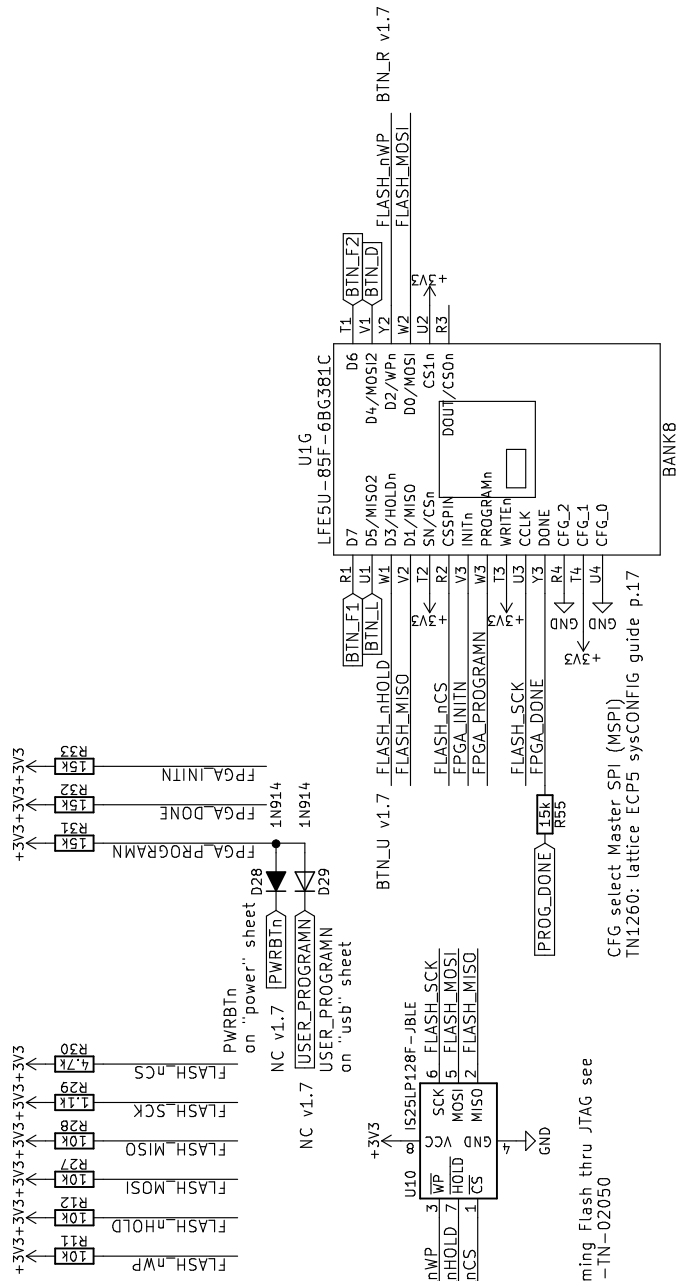 +3V3+3V3+3V3+3V3+3V3+3V3
R11
10k
FLASH_nWP
R12
10k
FLASH_nHOLD
R27
10k
FLASH_MOSI
R28
10k
FLASH_MISO
R29
1.1k
FLASH_SCK
R30
4.7k
FLASH_nCS
+3V3+3V3+3V3
R31
15k
FPGA_PROGRAMN
R32
15k
FPGA_DONE
R33
15k
FPGA_INITN
PWRBTn
on "power" sheet
NC v1.7
PWRBTn
D28
1N914
NC v1.7
USER_PROGRAMN
D29
1N914
USER_PROGRAMN
on "usb" sheet
+3V3
U10
IS25LP128F-JBLE
8
VCC
GND
4
GND
nWP
3
WP
nHOLD
7
HOLD
nCS
1
CS
SCK
6
FLASH_SCK
MOSI
5
FLASH_MOSI
MISO
2
FLASH_MISO
U1G
LFE5U-85F-6BG381C
BTN_F1
R1
D7
BTN_L
U1
D5/MISO2
BTN_U v1.7
FLASH_nHOLD
W1
D3/HOLDn
FLASH_MISO
V2
D1/MISO
+3V3
T2
SN/CSn
FLASH_nCS
R2
CSSPIN
FPGA_INITN
V3
INITn
FPGA_PROGRAMN
W3
PROGRAMn
+3V3
T3
WRITEn
FLASH_SCK
U3
CCLK
PROG_DONE
15k
R55
FPGA_DONE
Y3
DONE
GND
R4
CFG_2
+3V3
T4
CFG_1
GND
U4
CFG_0
D6
T1
BTN_F2
D4/MOSI2
V1
BTN_D
D2/WPn
Y2
FLASH_nWP
BTN_R v1.7
D0/MOSI
W2
FLASH_MOSI
CS1n
U2
+3V3
DOUT/CSOn
R3
BANK8
CFG select Master SPI (MSPI)
TN1260: lattice ECP5 sysCONFIG guide p.17
ming Flash thru JTAG see
-TN-02050